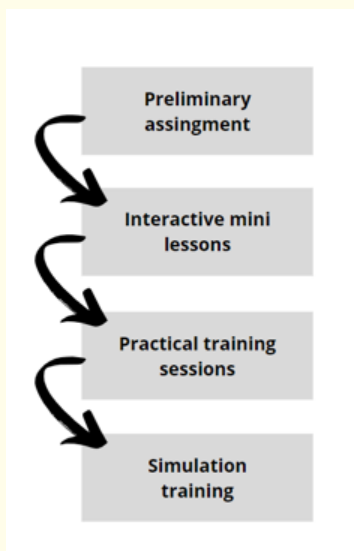 Preliminary
assingment
Interactive mini
lessons
Practical training
sessions
Simulation
training